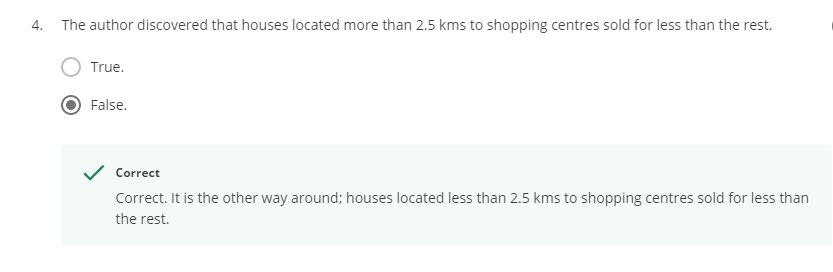 4. The author discovered that houses located more than 2.5 kms to shopping centres sold for less than the rest.
True.
False.
Correct
Correct. It is the other way around; houses located less than 2.5 kms to shopping centres sold for less than
the rest.